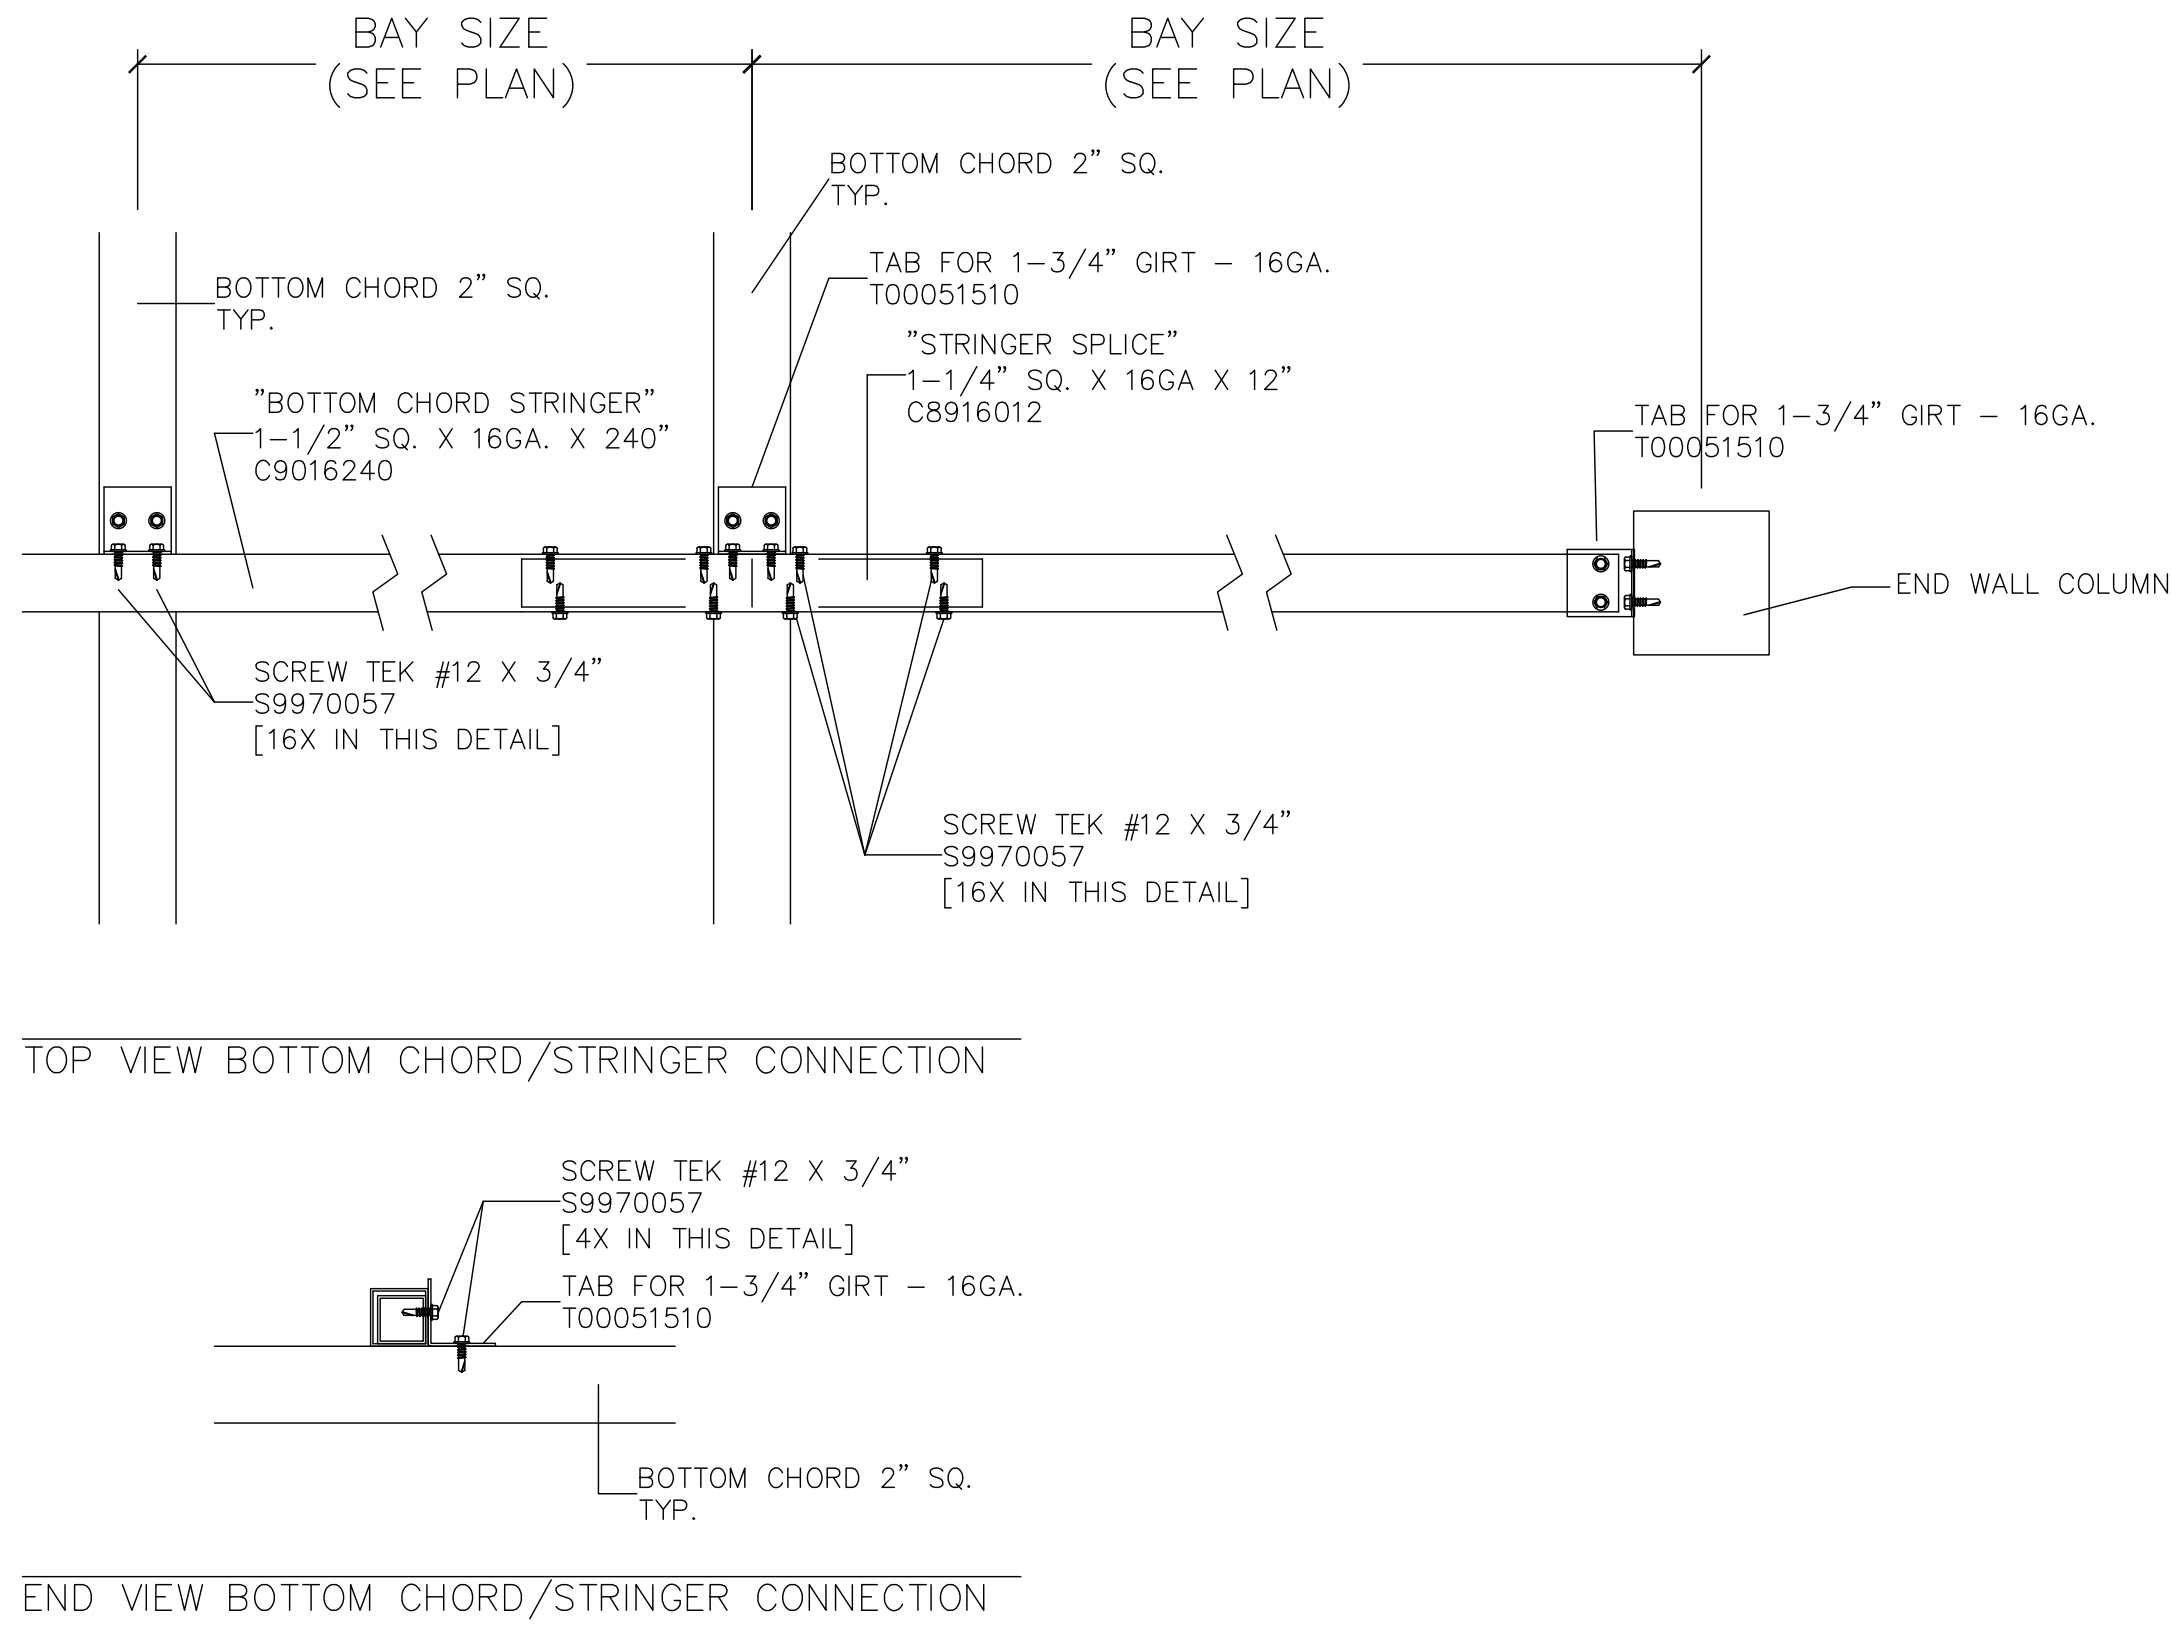 BAY SIZE
(SEE PLAN)
BAY SIZE
(SEE PLAN)
BOTTOM CHORD 2" SQ.
TYP.
TAB FOR 1-3/4" GIRT - 16GA.
T00051510
BOTTOM CHORD 2" SQ.
TYP.
"STRINGER SPLICE"
1-1/4" SQ. X 16GA X 12"
C8916012
"BOTTOM CHORD STRINGER"
1-1/2" SQ. X 16GA. X 240"
C9016240
TAB FOR 1-3/4" GIRT - 16GA.
T00051510
END WALL COLUMN
SCREW TEK #12 X 3/4"
S9970057
[16X IN THIS DETAIL]
SCREW TEK #12 X 3/4"
S9970057
[16X IN THIS DETAIL]
TOP VIEW BOTTOM CHORD/STRINGER CONNECTION
SCREW TEK #12 X 3/4"
S9970057
[4X IN THIS DETAIL]
TAB FOR 1-3/4" GIRT - 16GA.
T00051510
BOTTOM CHORD 2" SQ.
TYP.
END VIEW BOTTOM CHORD/STRINGER CONNECTION